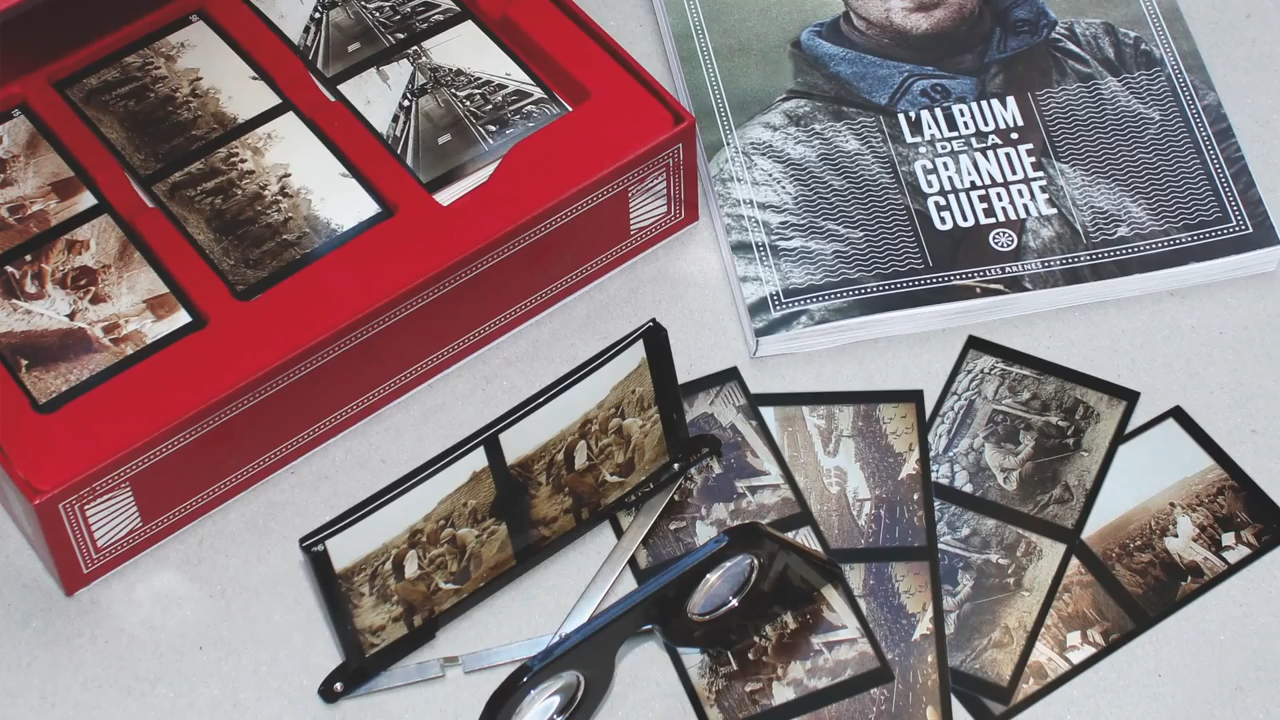 L'ALBUM
• DE LA •
GRANDE
GUERRE
LES ARÈNES